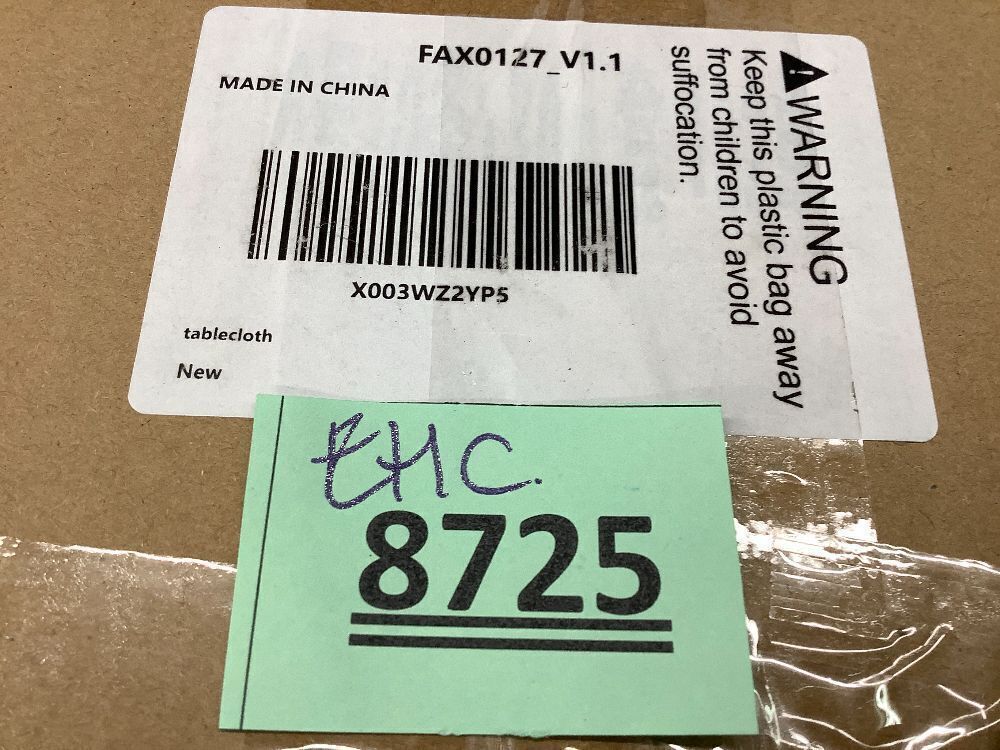 FAX0127_V1.1
MADE IN CHINA
X003WZ2YP5
tablecloth
New
WARNING
Keep this plastic bag away
from children to avoid
suffocation.
EHC.
8725